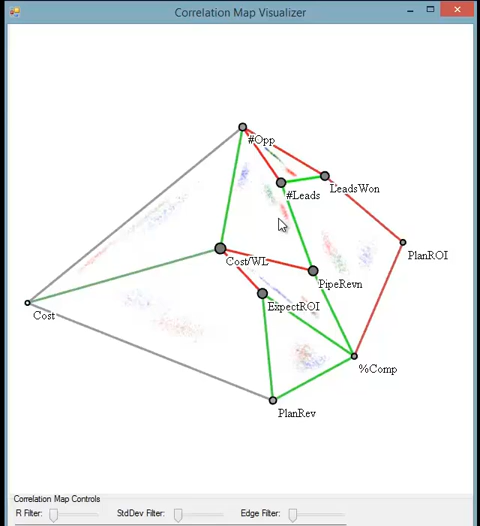 Correlation Map Visualizer
#Opp
LeadsWon
#Leads
PlanROI
Cost/WL
PipeRevn
ExpectROI
Cost
%Comp
PlanRev
Correlation Map Controls
R Filter:
StdDev Filter:
Edge Filter: